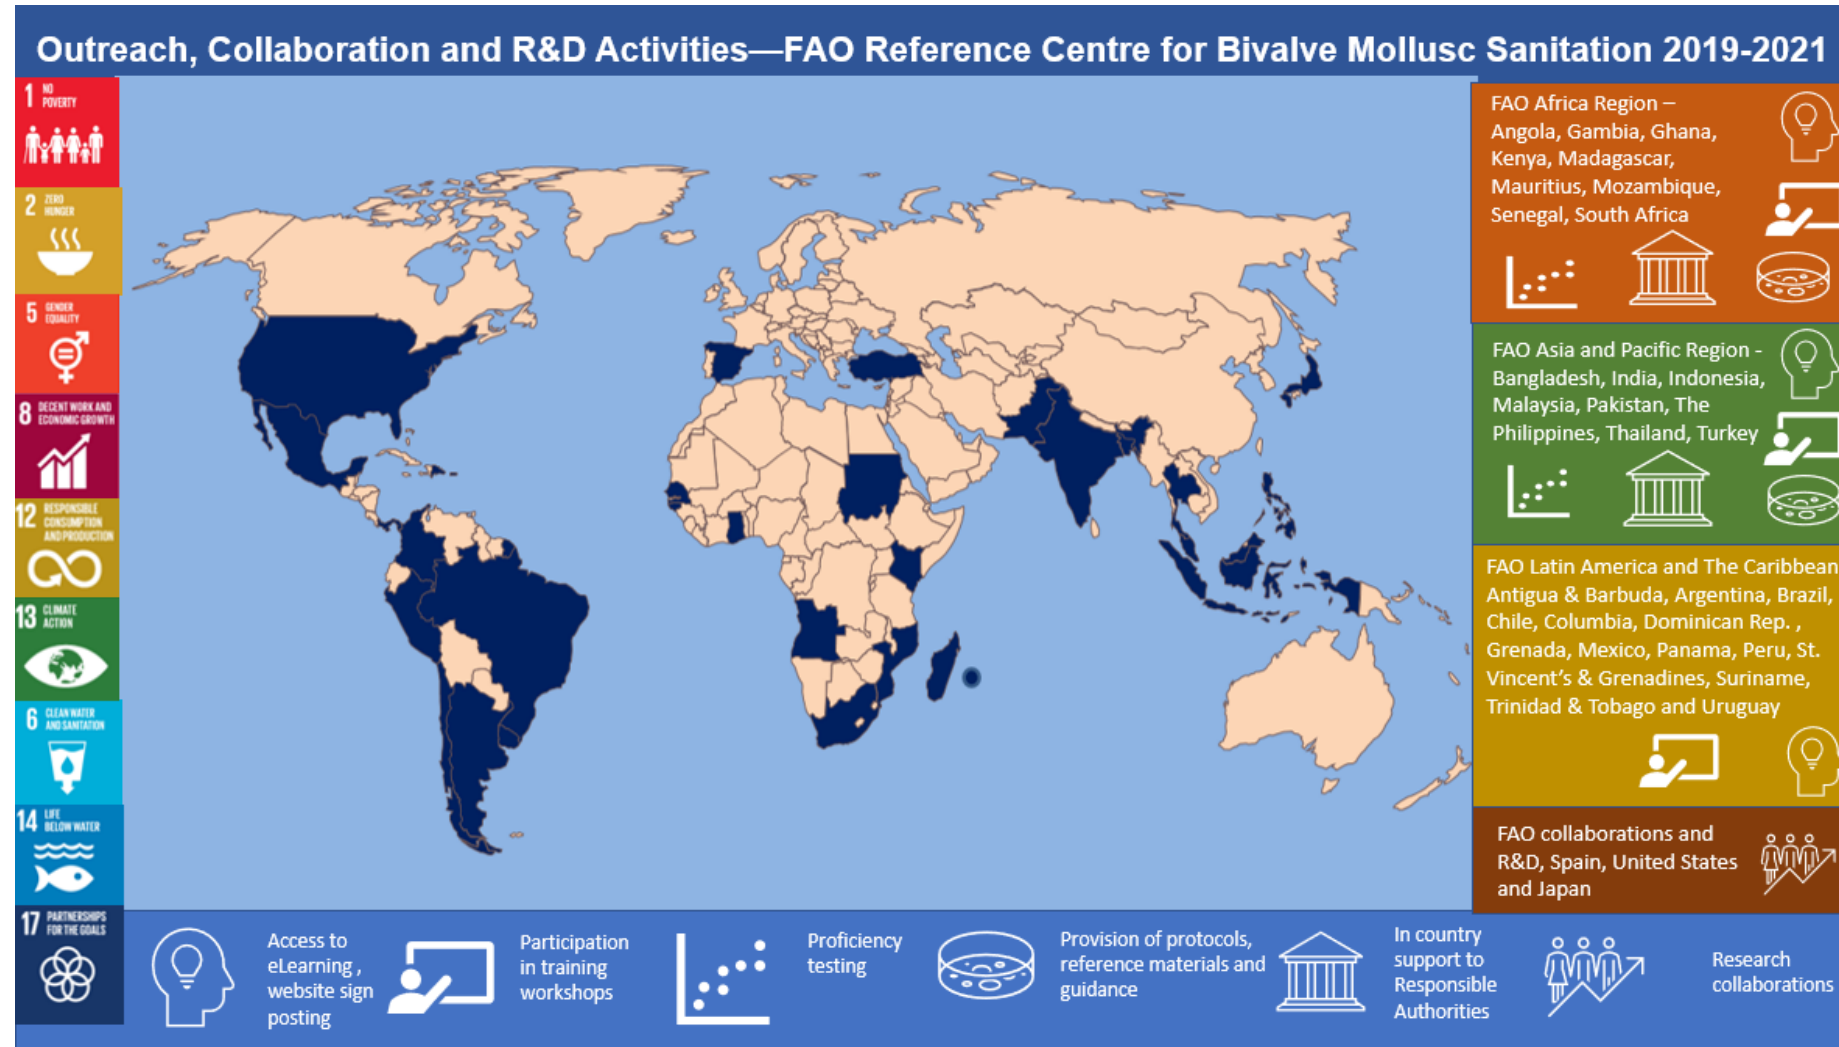 Outreach, Collaboration and R&D Activities—FAO Reference Centre for Bivalve Mollusc Sanitation 2019-2021
1 NO
POVERTY
2 ZERO
HUNGER
5 GENDER
EQUALITY
8 DECENT WORK AND
ECONOMIC GROWTH
12 RESPONSIBLE
CONSUMPTION
AND PRODUCTION
13 CLIMATE
ACTION
6 CLEAN WATER
AND SANITATION
14 LIFE
BELOW WATER
17 PARTNERSHIPS
FOR THE GOALS
FAO Africa Region –
Angola, Gambia, Ghana,
Kenya, Madagascar,
Mauritius, Mozambique,
Senegal, South Africa
FAO Asia and Pacific Region -
Bangladesh, India, Indonesia,
Malaysia, Pakistan, The
Philippines, Thailand, Turkey
FAO Latin America and The Caribbean
Antigua & Barbuda, Argentina, Brazil,
Chile, Columbia, Dominican Rep. ,
Grenada, Mexico, Panama, Peru, St.
Vincent's & Grenadines, Suriname,
Trinidad & Tobago and Uruguay
FAO collaborations and
R&D, Spain, United States
and Japan
Access to
eLearning ,
website sign
posting
Participation
in training
workshops
Proficiency
testing
Provision of protocols,
reference materials and
guidance
In country
support to
Responsible
Authorities
Research
collaborations